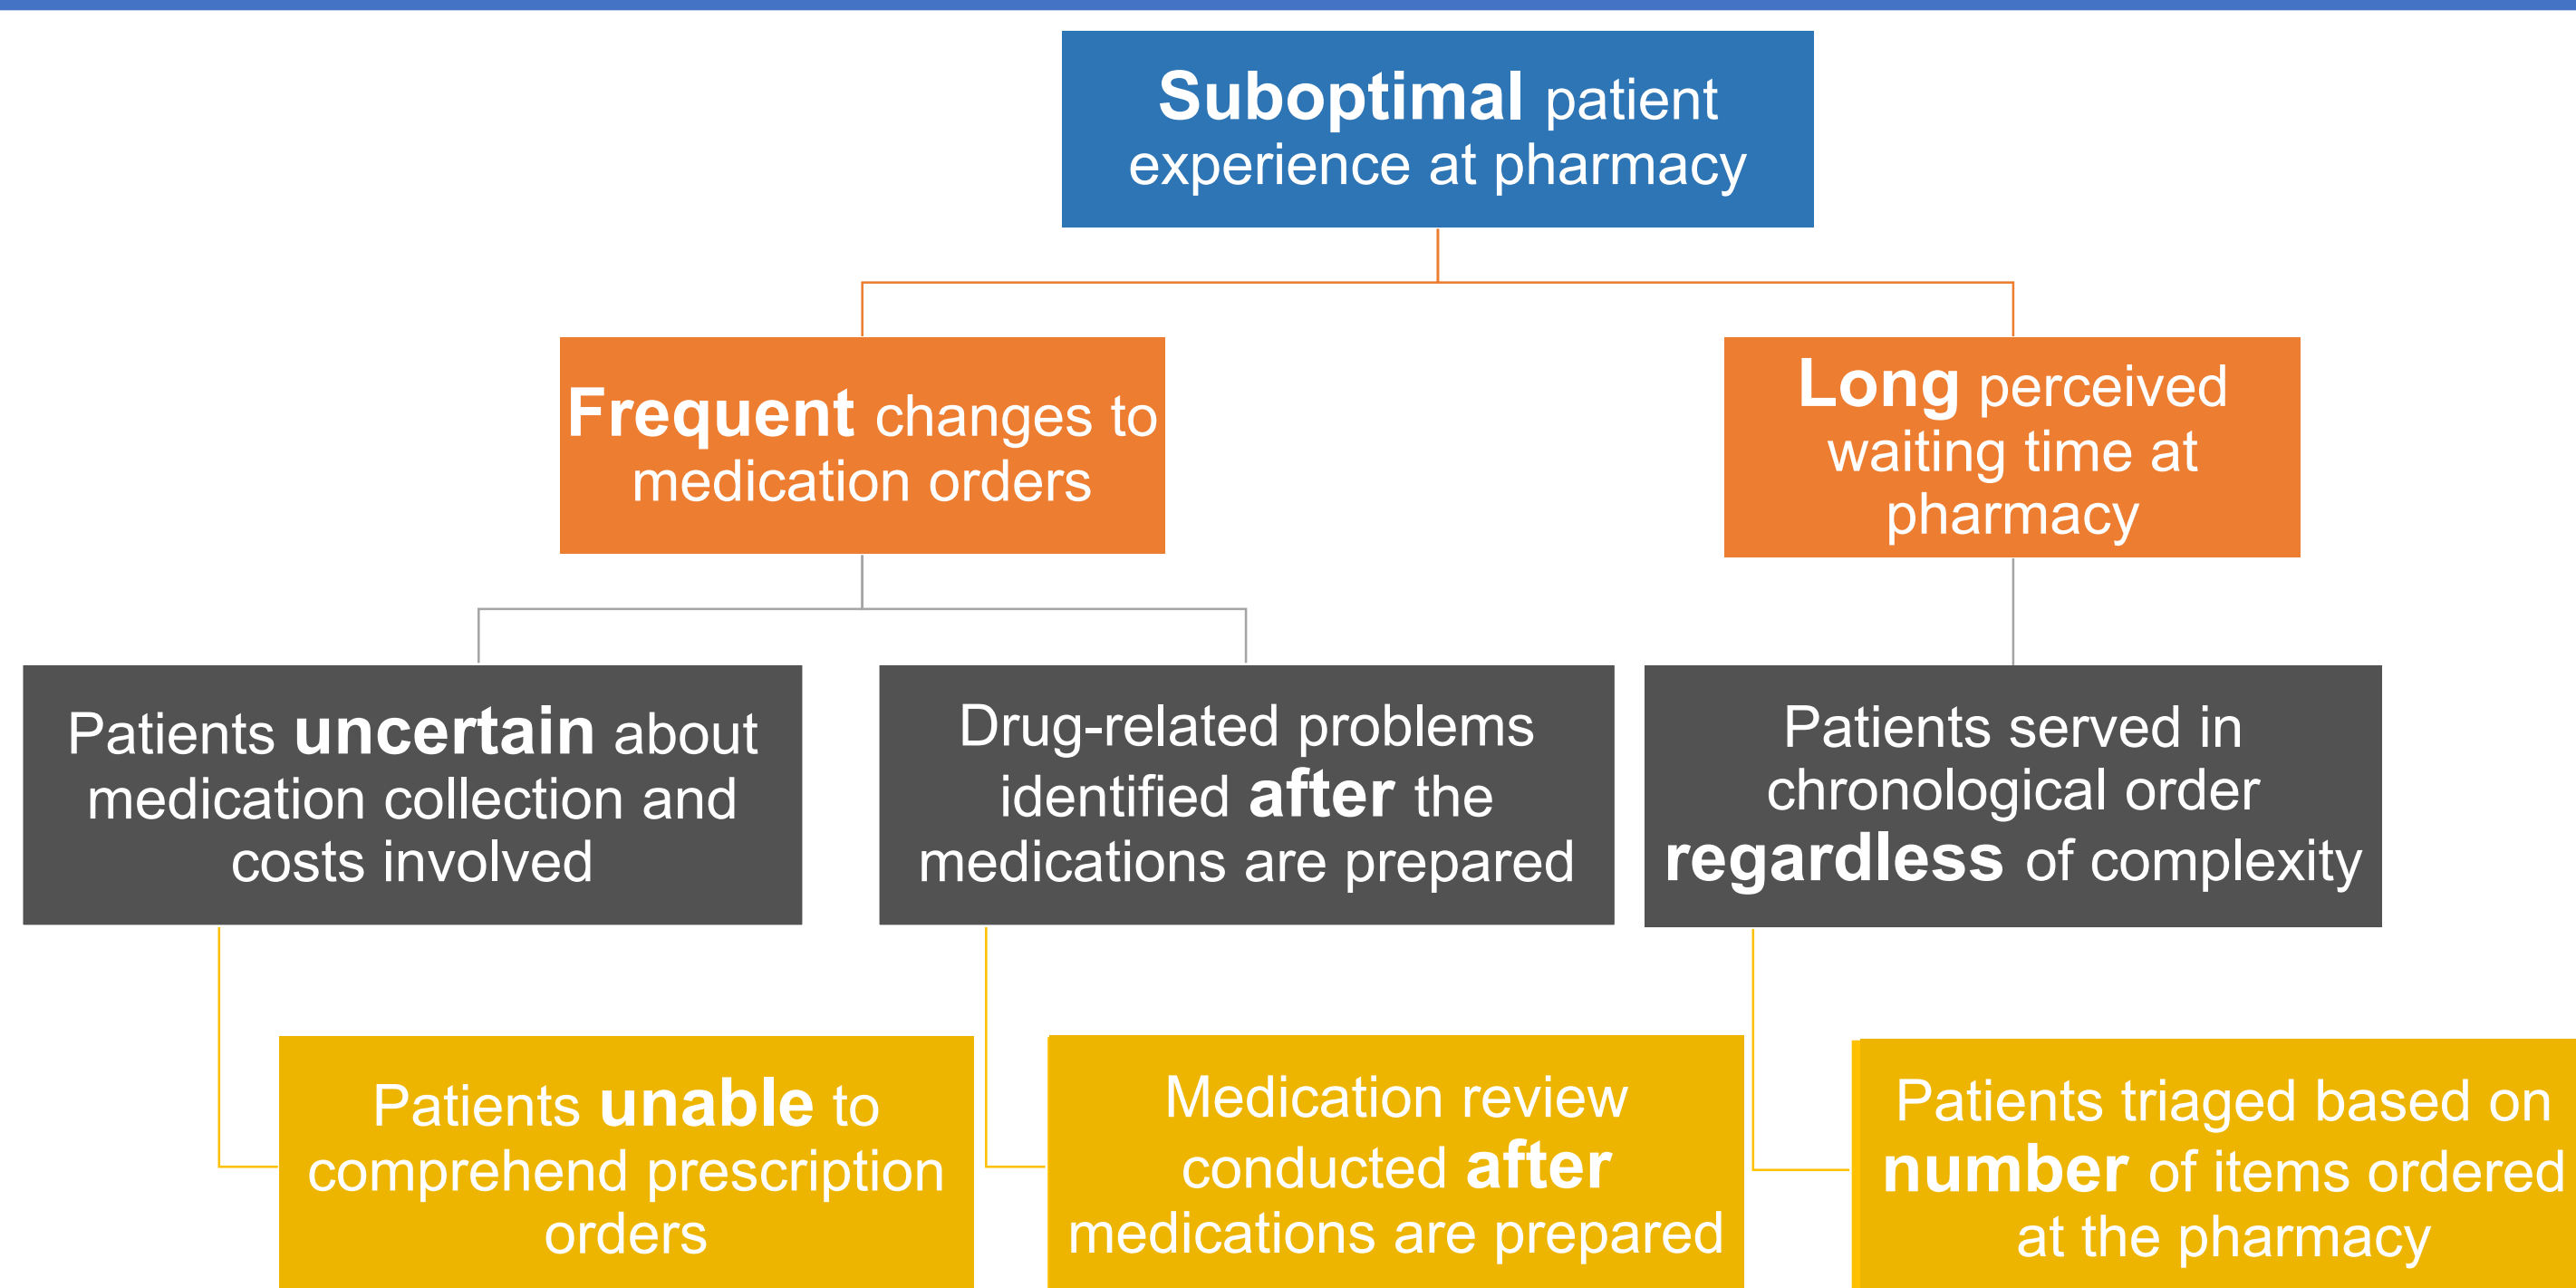 Suboptimal patient
experience at pharmacy
Frequent changes to
medication orders
Long perceived
waiting time at
pharmacy
Patients uncertain about
medication collection and
costs involved
Drug-related problems
identified after the
medications are prepared
Patients served in
chronological order
regardless of complexity
Patients unable to
comprehend prescription
orders
Medication review
conducted after
medications are prepared
Patients triaged based on
number of items ordered
at the pharmacy